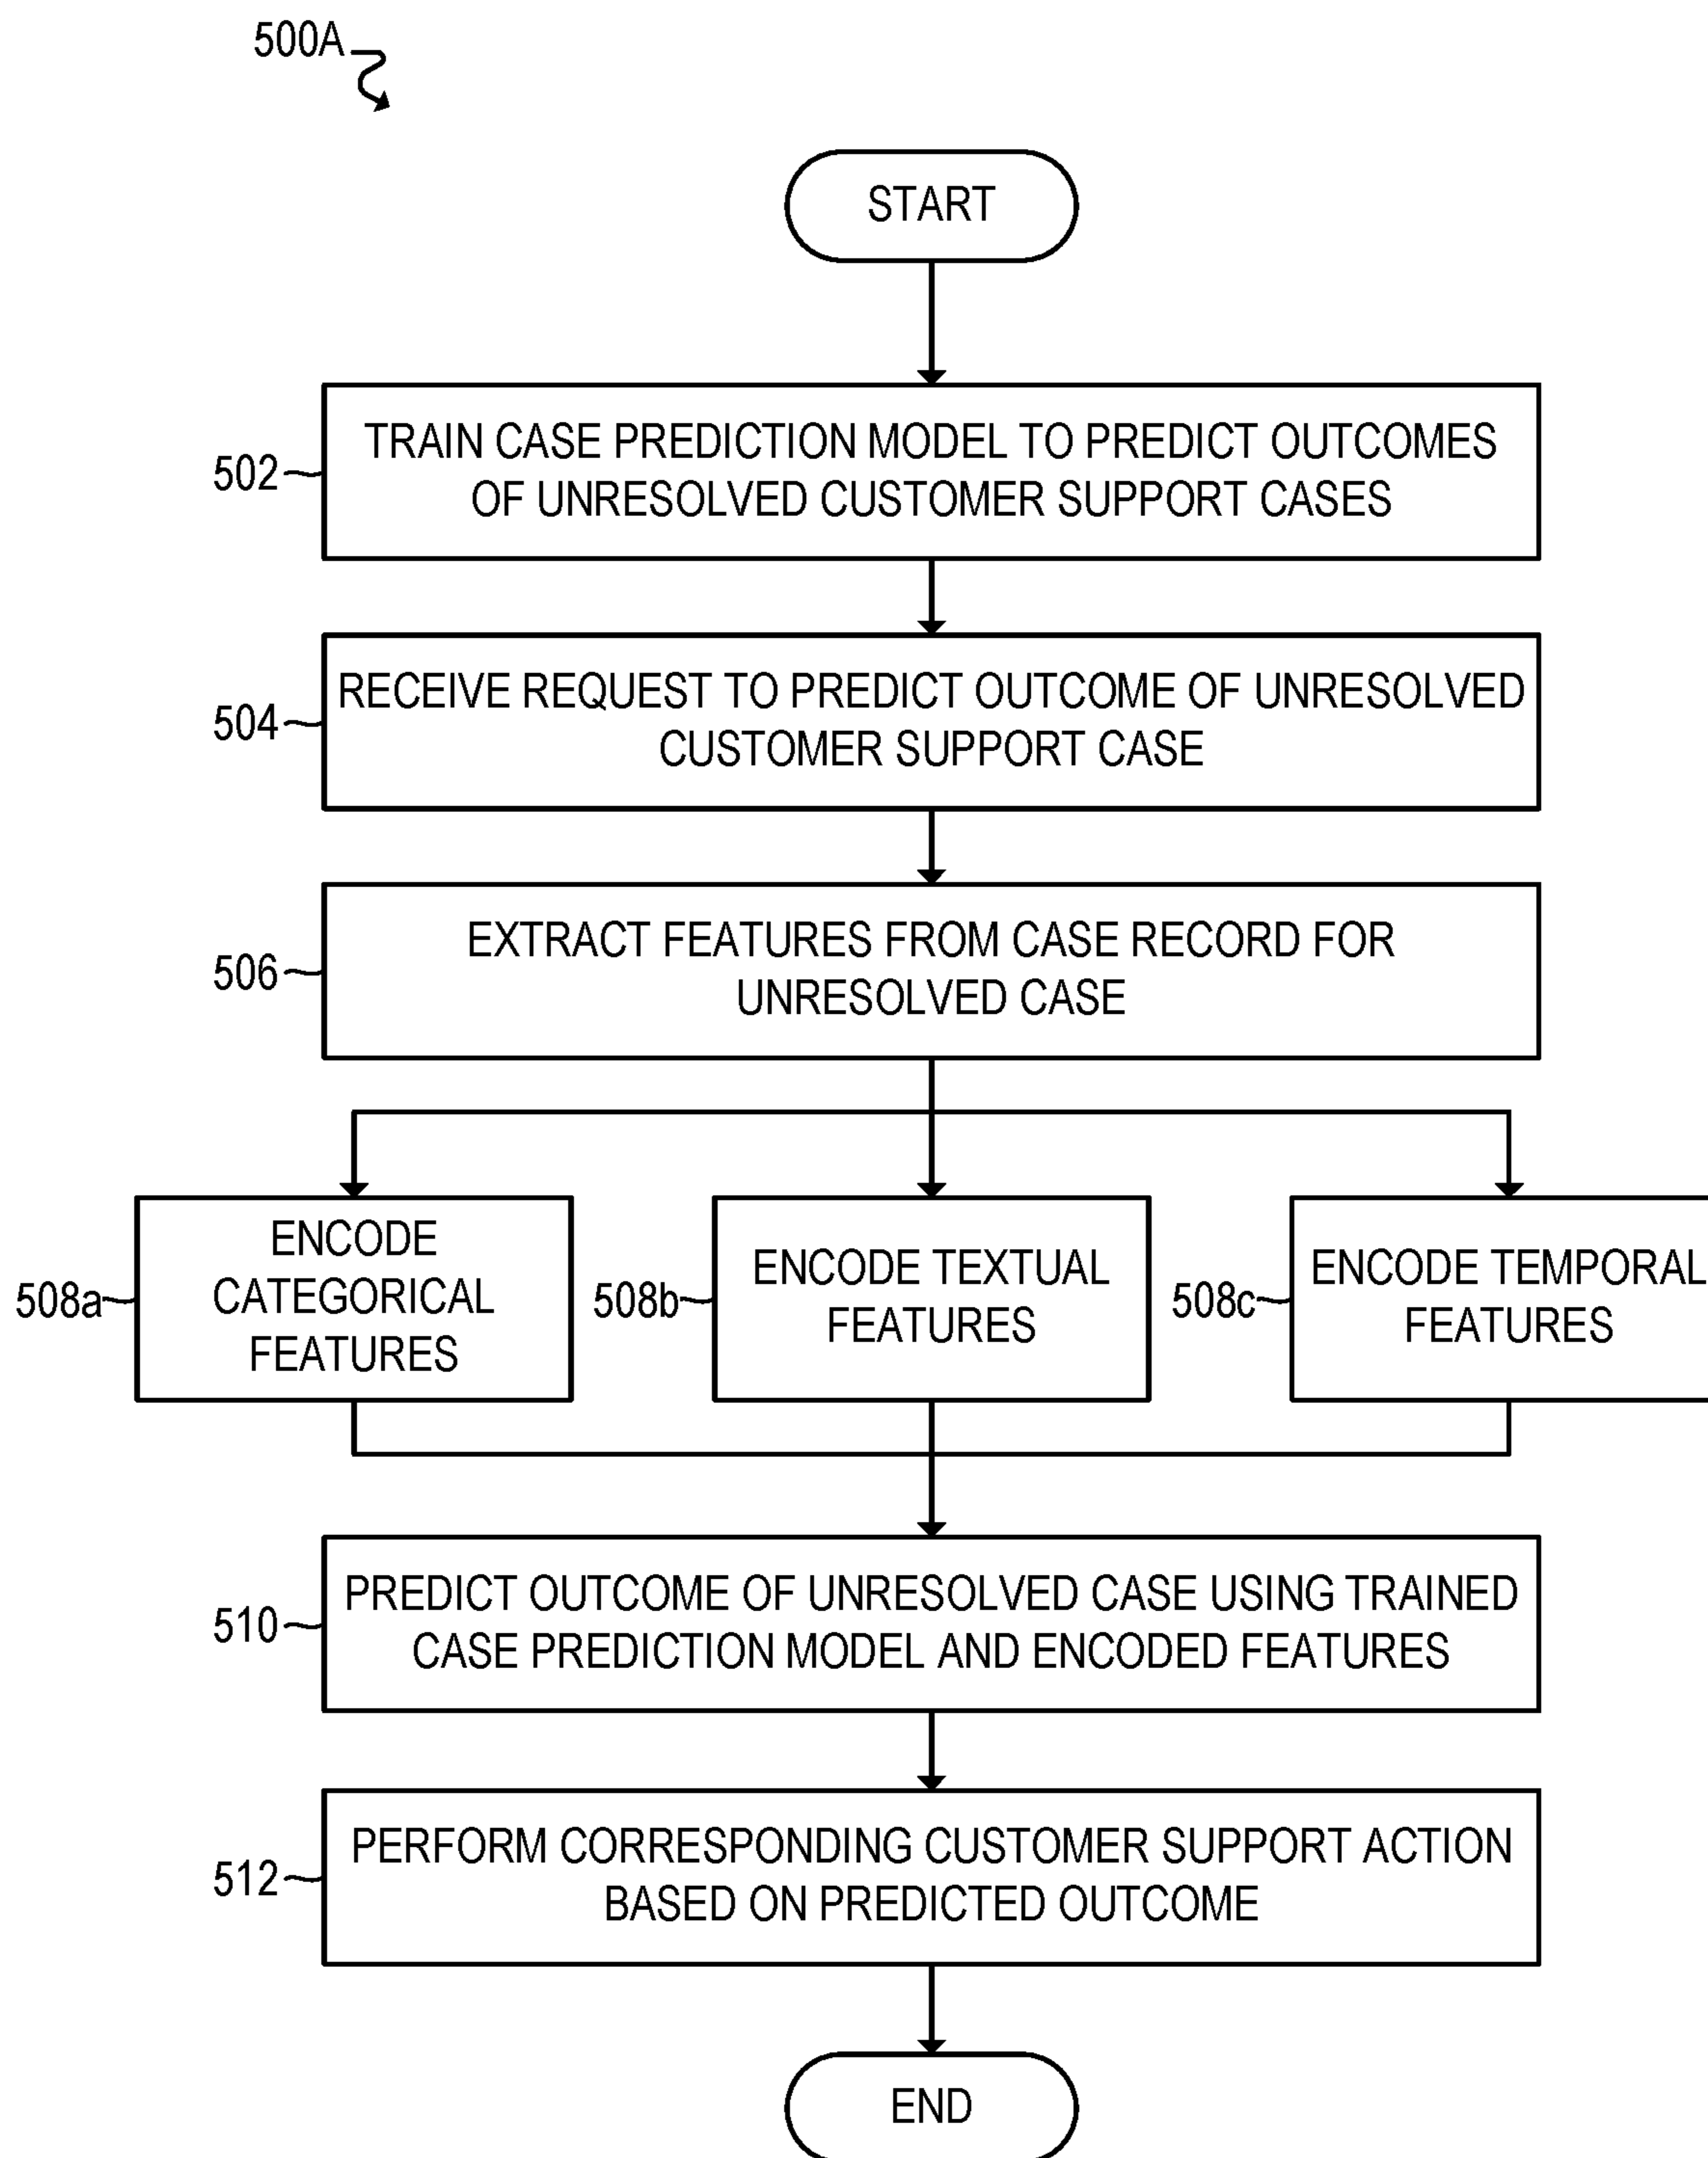 500A
START
502
TRAIN CASE PREDICTION MODEL TO PREDICT OUTCOMES
OF UNRESOLVED CUSTOMER SUPPORT CASES
504
RECEIVE REQUEST TO PREDICT OUTCOME OF UNRESOLVED
CUSTOMER SUPPORT CASE
506
EXTRACT FEATURES FROM CASE RECORD FOR
UNRESOLVED CASE
508a
ENCODE
CATEGORICAL
FEATURES
508b
ENCODE TEXTUAL
FEATURES
508c
ENCODE TEMPORAL
FEATURES
510
PREDICT OUTCOME OF UNRESOLVED CASE USING TRAINED
CASE PREDICTION MODEL AND ENCODED FEATURES
512
PERFORM CORRESPONDING CUSTOMER SUPPORT ACTION
BASED ON PREDICTED OUTCOME
END